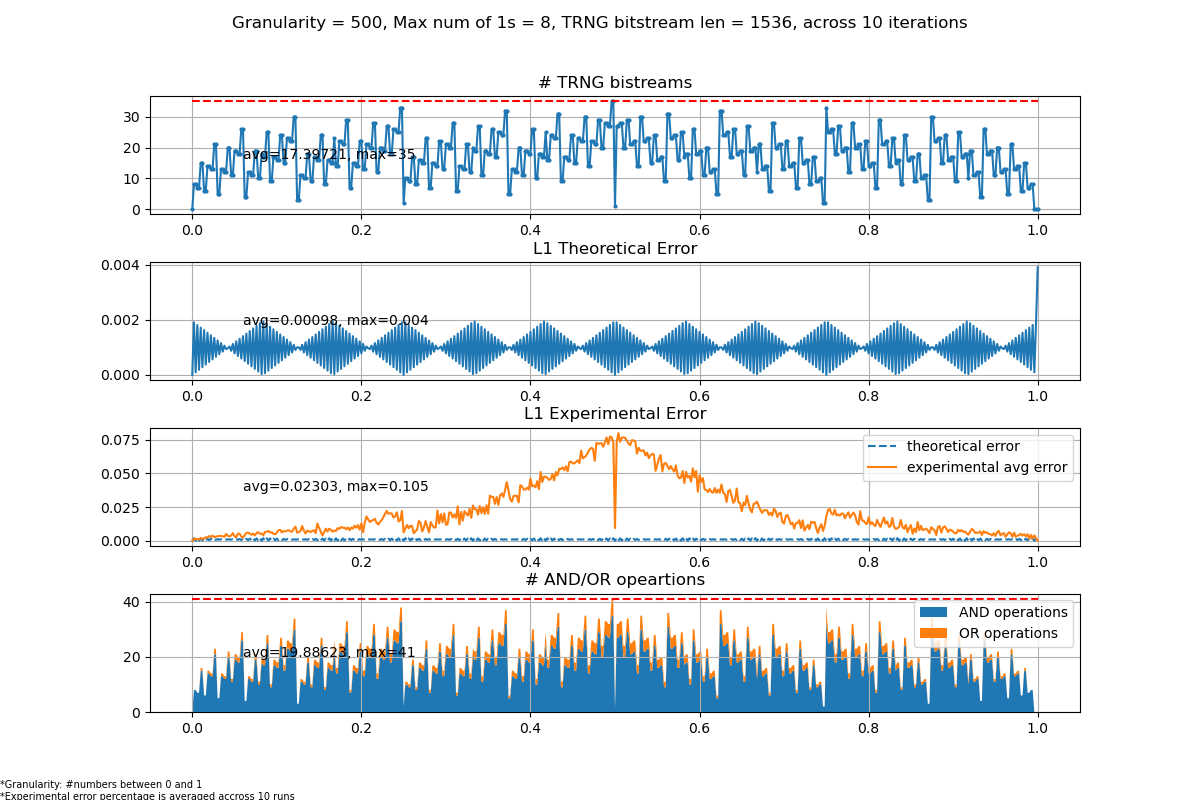 Granularity = 500, Max num of 1s = 8, TRNG bitstream len = 1536, across 10 iterations
# TRNG bistreams
30
20
10
0
avg=17.39721, max=35
0.0 0.2 0.4 0.6 0.8 1.0
L1 Theoretical Error
0.004
0.002
0.000
avg=0.00098, max=0.004
0.0 0.2 0.4 0.6 0.8 1.0
L1 Experimental Error
0.075
0.050
0.025
0.000
avg=0.02303, max=0.105
theoretical error
experimental avg error
0.0 0.2 0.4 0.6 0.8 1.0
# AND/OR opeartions
40
20
0
avg=19.88623, max=41
AND operations
OR operations
0.0 0.2 0.4 0.6 0.8 1.0
*Granularity: #numbers between 0 and 1
*Experimental error percentage is averaged accross 10 runs